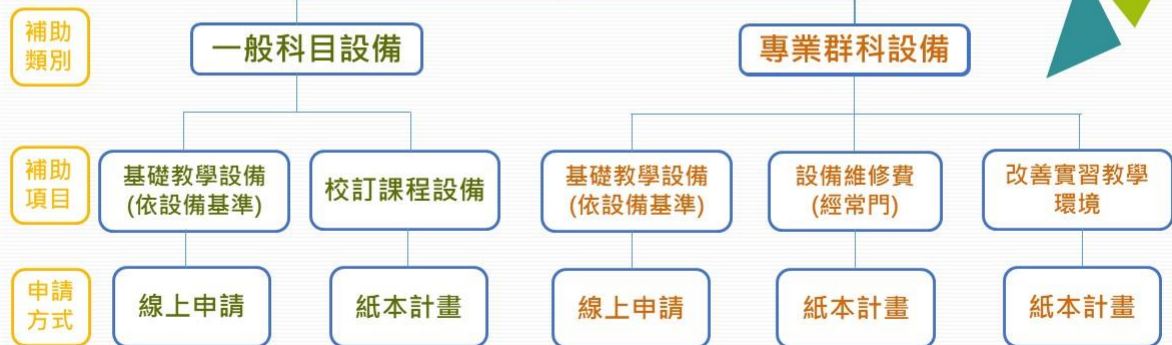 補助
類別
一般科目設備
專業群科設備
補助
項目
基礎教學設備
(依設備基準)
校訂課程設備
基礎教學設備
(依設備基準)
設備維修費
(經常門)
改善實習教學
環境
申請
方式
線上申請
紙本計畫
線上申請
紙本計畫
紙本計畫